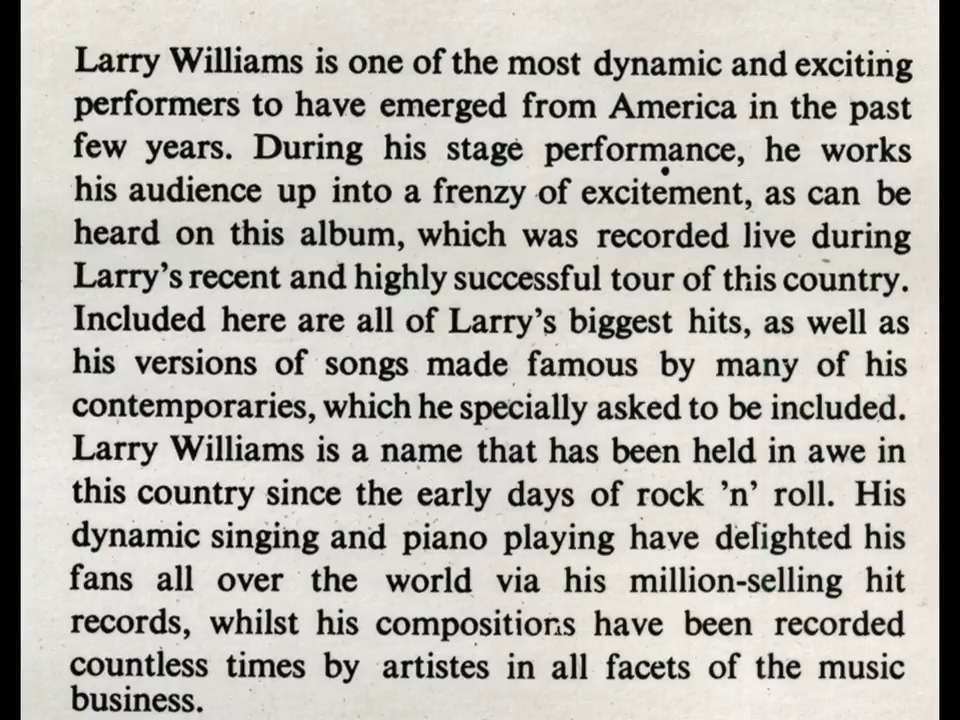 Larry Williams is one of the most dynamic and exciting
performers to have emerged from America in the past
few years. During his stage performance, he works
his audience up into a frenzy of excitement, as can be
heard on this album, which was recorded live during
Larry's recent and highly successful tour of this country.
Included here are all of Larry's biggest hits, as well as
his versions of songs made famous by many of his
contemporaries, which he specially asked to be included.
Larry Williams is a name that has been held in awe in
this country since the early days of rock 'n' roll. His
dynamic singing and piano playing have delighted his
fans all over the world via his million-selling hit
records, whilst his compositions have been recorded
countless times by artistes in all facets of the music
business.